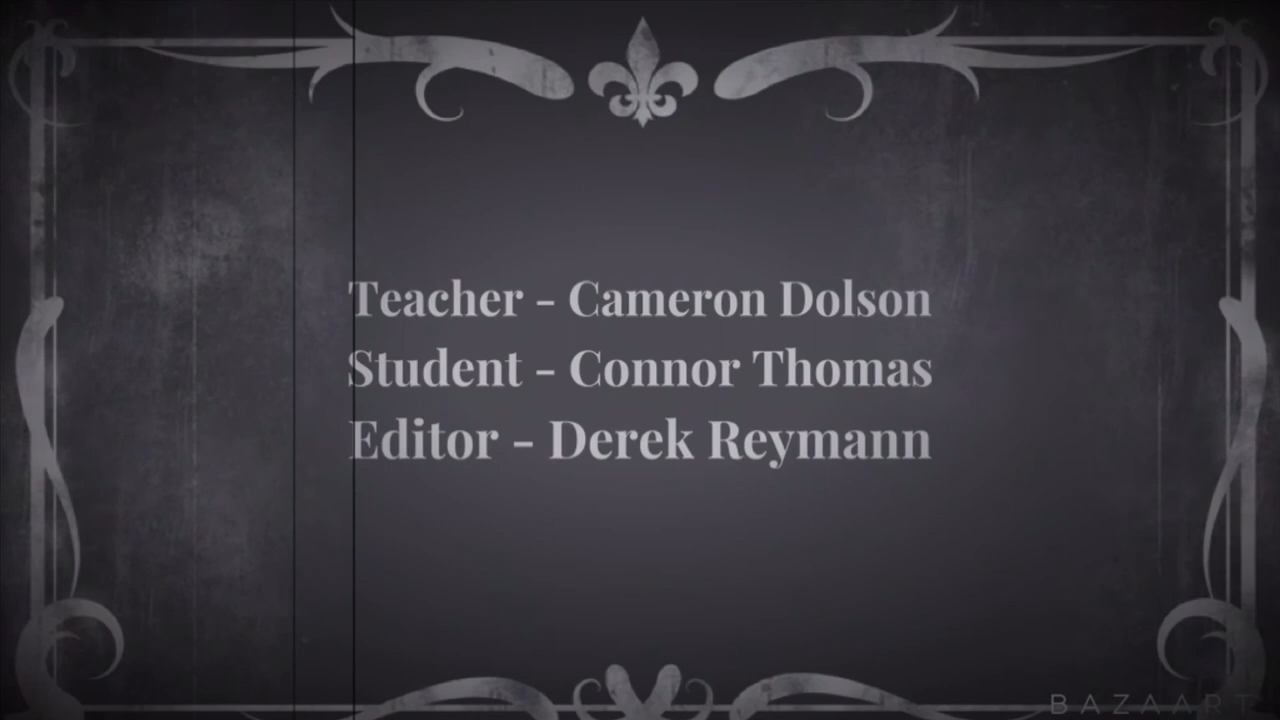 Teacher - Cameron Dolson
Student - Connor Thomas
Editor - Derek Reymann
BAZAART